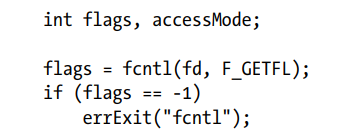 int flags, accessMode;
flags = fcntl(fd, F_GETFL);
if (flags == -1)
errExit("fcntl");